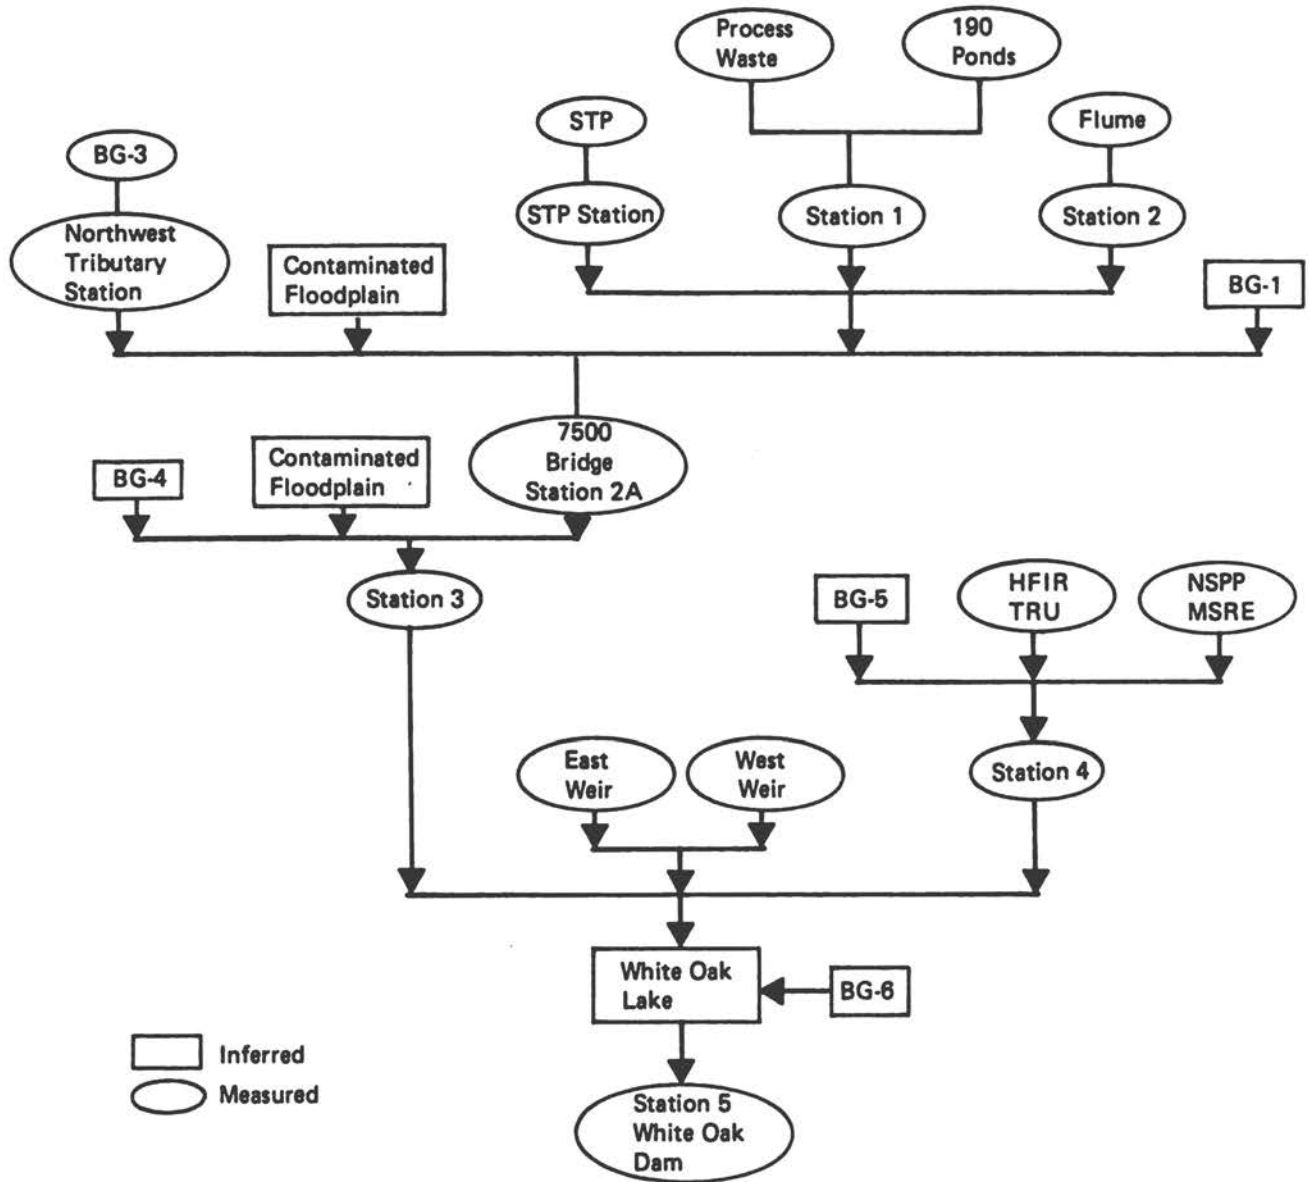 Process
Waste
190
Ponds
STP
Flume
BG-3
STP Station
Station 1
Station 2
Northwest
Tributary
Station
Contaminated
Floodplain
BG-1
7500
Bridge
Station 2A
Contaminated
Floodplain
BG-4
Station 3
BG-5
HFIR
TRU
NSPP
MSRE
East
Weir
West
Weir
Station 4
White Oak
Lake
BG-6
Inferred
Measured
Station 5
White Oak
Dam